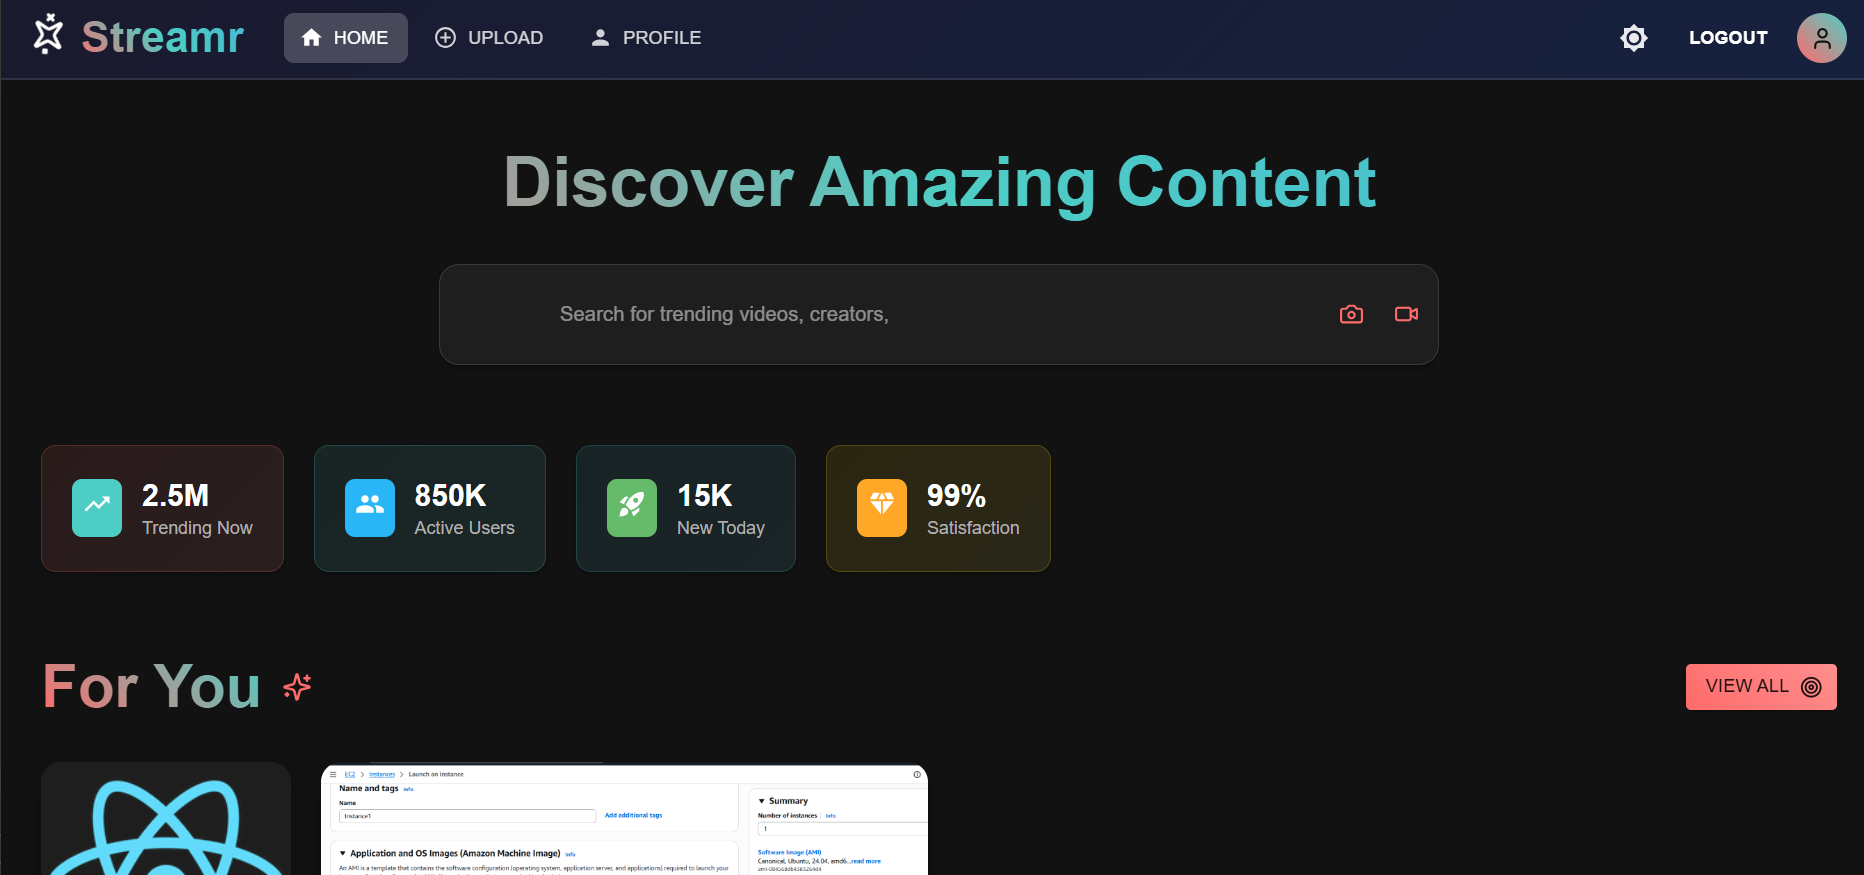 Streamr
HOME
UPLOAD
PROFILE
LOGOUT
Discover Amazing Content
Search for trending videos, creators,
2.5M
Trending Now
850K
Active Users
15K
New Today
99%
Satisfaction
For You
VIEW ALL
EC2 > Instances > Launch an instance
Name and tags Info
Name
Instance1
Add additional tags
Application and OS Images (Amazon Machine Image) Info
An AMI is a template that contains the software configuration (operating system, application server, and applications) required to launch your
Summary
Number of instances Info
1
Software Image (AMI)
Canonical, Ubuntu, 24.04, amd6...read more